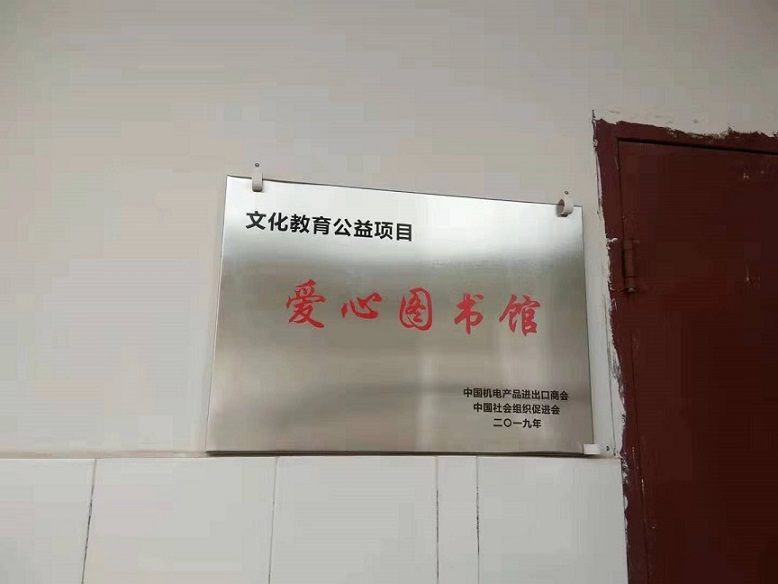 文化教育公益项目
爱心图书馆
中国机电产品进出口商会
中国社会组织促进会
二〇一九年